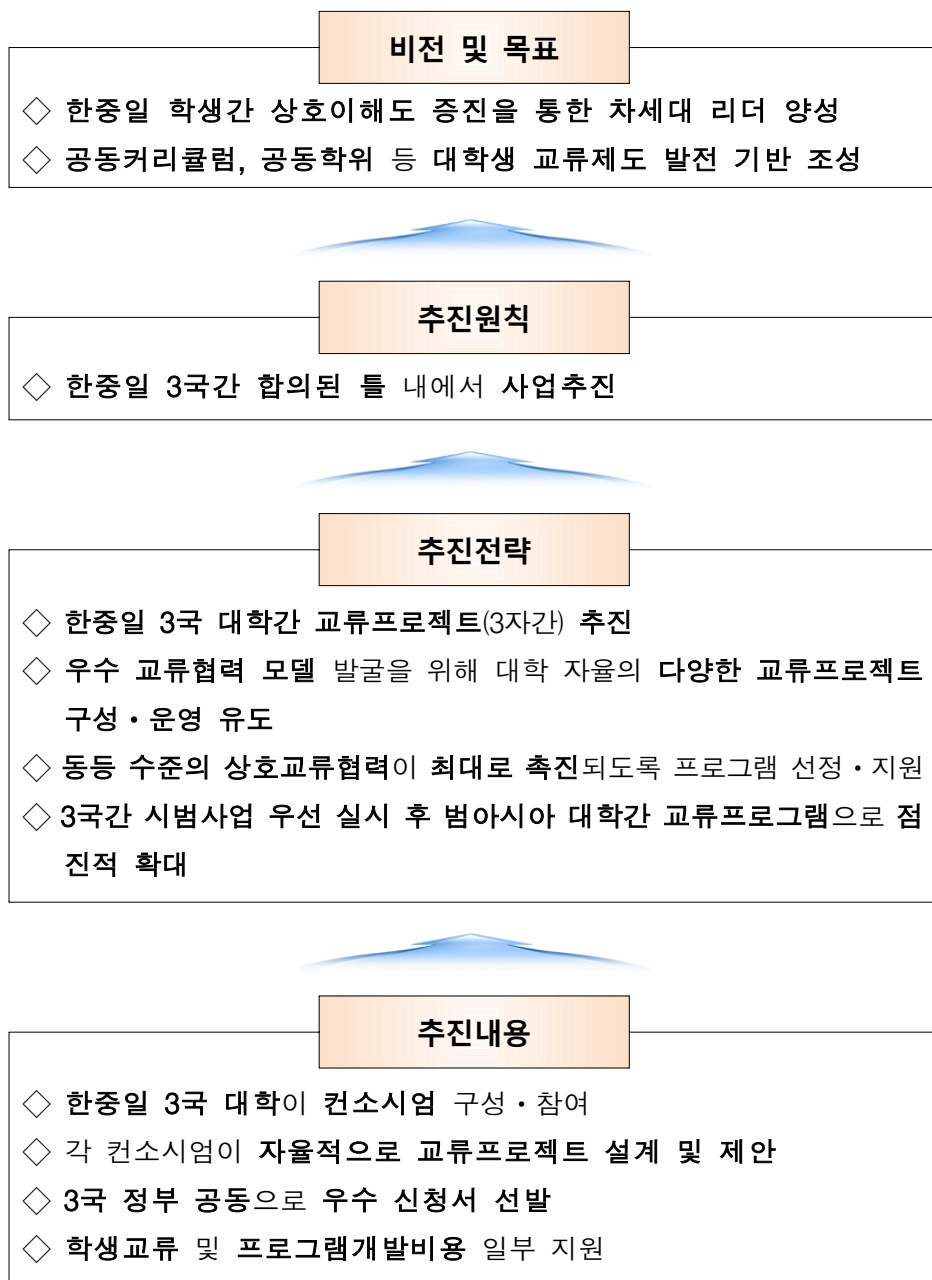 비전 및 목표
◇ 한중일 학생간 상호이해도 증진을 통한 차세대 리더 양성
◇ 공동커리큘럼, 공동학위 등 대학생 교류제도 발전 기반 조성
추진원칙
◇ 한중일 3국간 합의된 틀 내에서 사업추진
추진전략
◇ 한중일 3국 대학간 교류프로젝트(3자간) 추진
◇ 우수 교류협력 모델 발굴을 위해 대학 자율의 다양한 교류프로젝트
구성・운영 유도
◇ 동등 수준의 상호교류협력이 최대로 촉진되도록 프로그램 선정・지원
◇ 3국간 시범사업 우선 실시 후 범아시아 대학간 교류프로그램으로 점
진적 확대
추진내용
◇ 한중일 3국 대학이 컨소시엄 구성・참여
◇ 각 컨소시엄이 자율적으로 교류프로젝트 설계 및 제안
◇ 3국 정부 공동으로 우수 신청서 선발
◇ 학생교류 및 프로그램개발비용 일부 지원